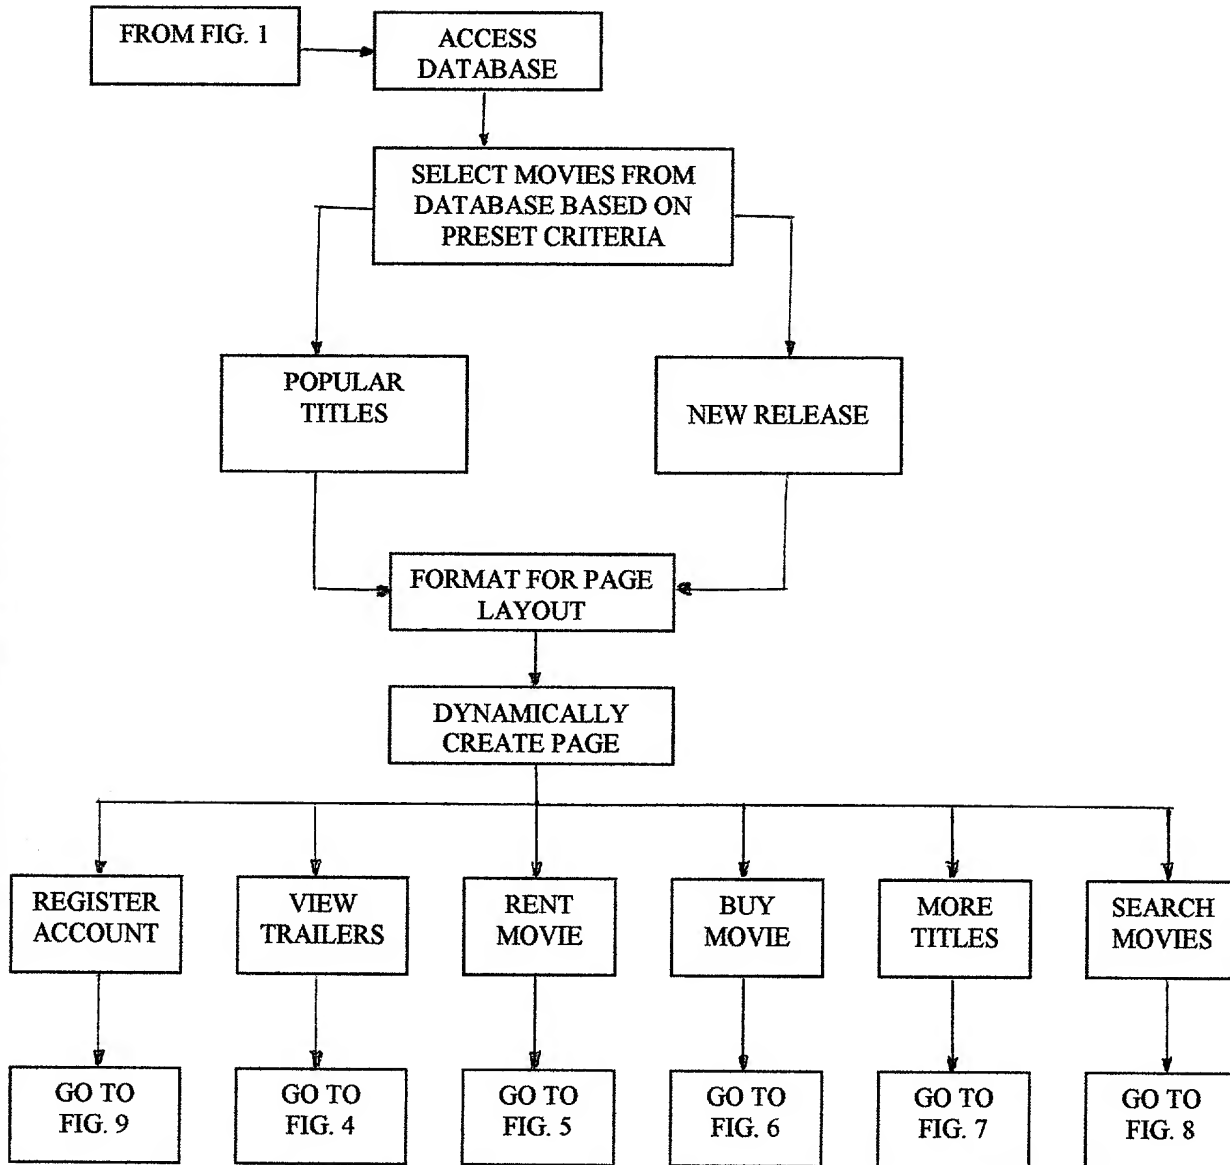 FROM FIG. 1
ACCESS
DATABASE
SELECT MOVIES FROM
DATABASE BASED ON
PRESET CRITERIA
POPULAR
TITLES
NEW RELEASE
FORMAT FOR PAGE
LAYOUT
DYNAMICALLY
CREATE PAGE
REGISTER
ACCOUNT
VIEW
TRAILERS
RENT
MOVIE
BUY
MOVIE
MORE
TITLES
SEARCH
MOVIES
GO TO
FIG. 9
GO TO
FIG. 4
GO TO
FIG. 5
GO TO
FIG. 6
GO TO
FIG. 7
GO TO
FIG. 8